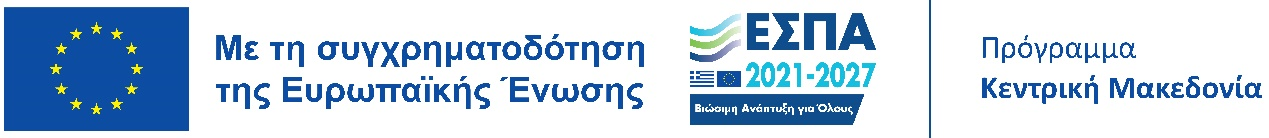 Με τη συγχρηματοδότηση
της Ευρωπαϊκής Ένωσης
ΕΣΠΑ
2021-2027
Βιώσιμη Ανάπτυξη για Όλους
Πρόγραμμα
Κεντρική Μακεδονία